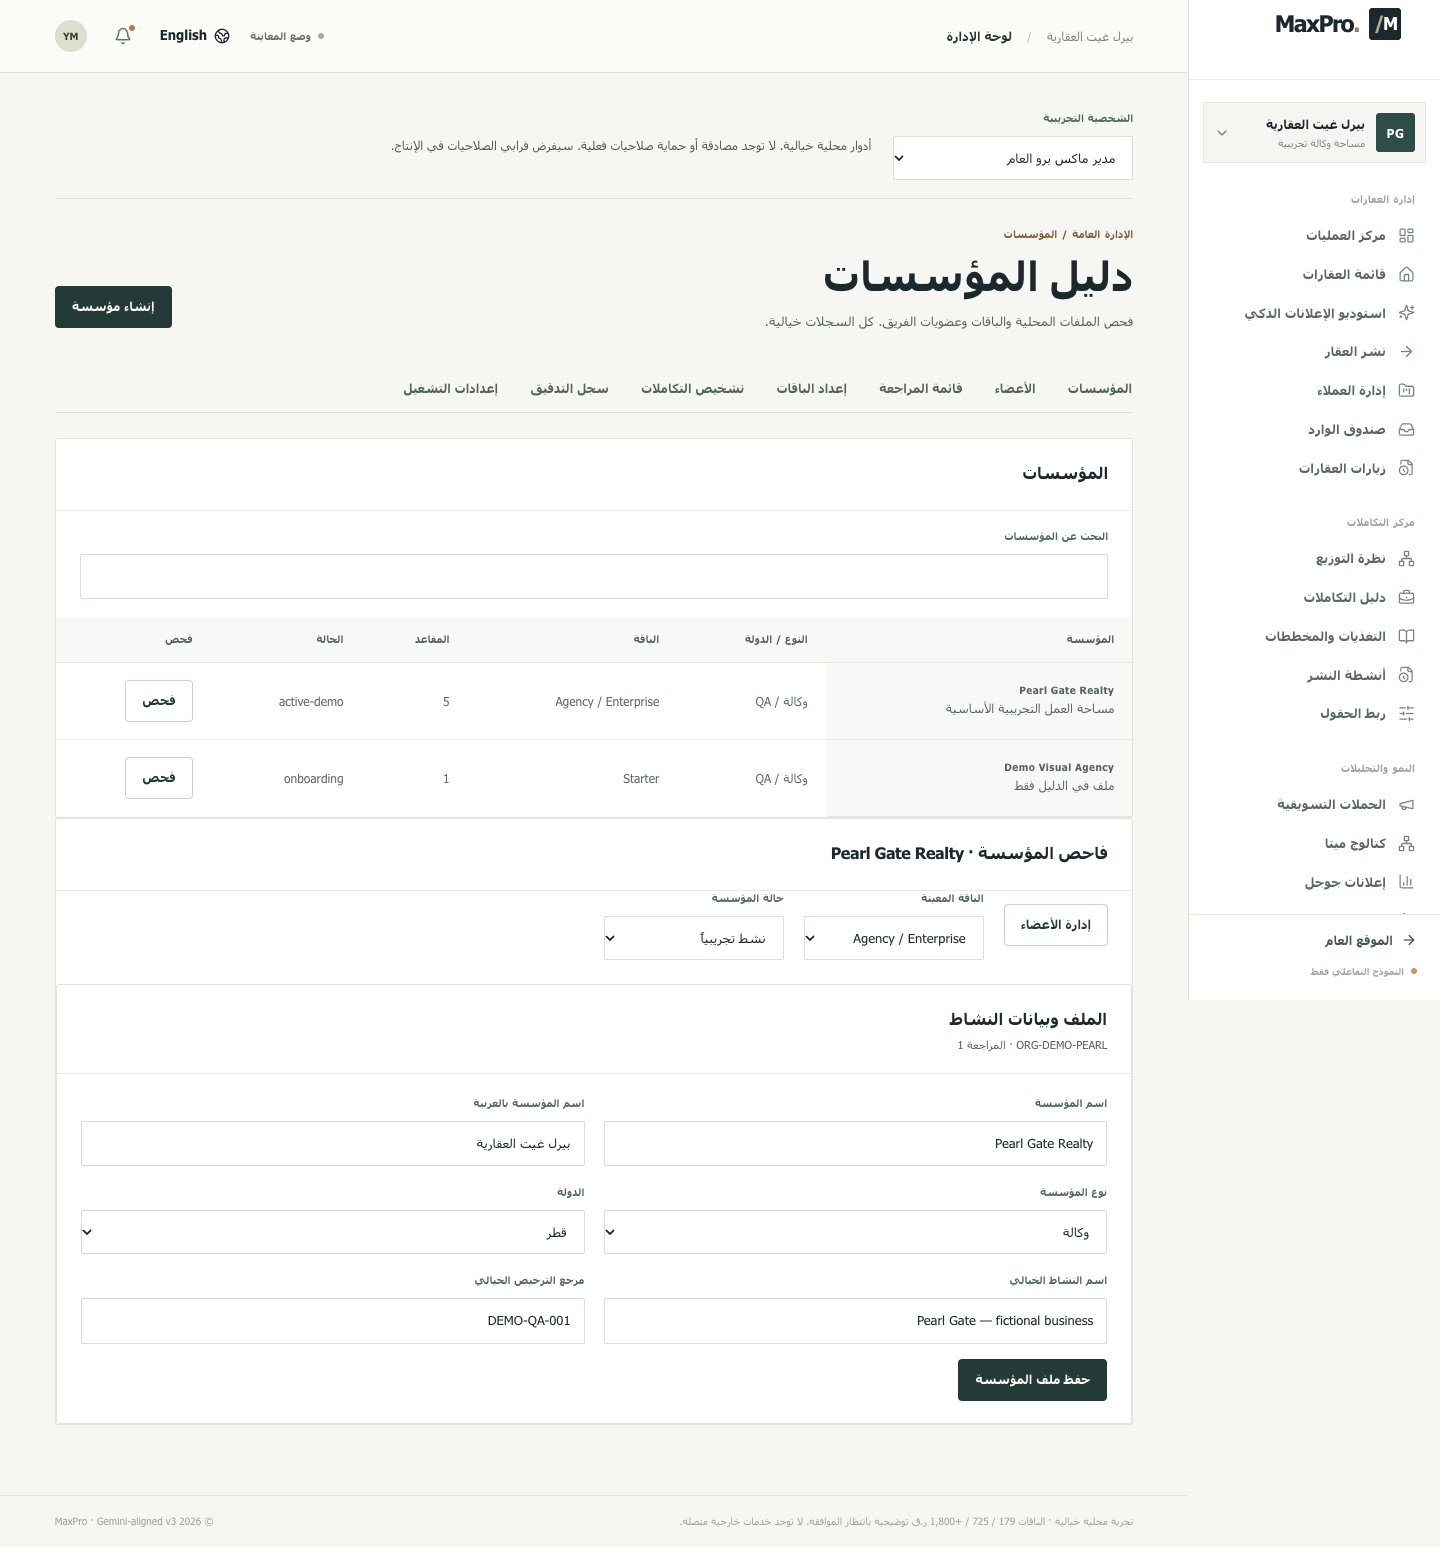 MaxPro.
/M
بيرل غيت العقارية / لوحة الإدارة
وضع المعاينة
English
YM
PG
بيرل غيت العقارية
مساحة وكالة تجريبية
إدارة العقارات
مركز العمليات
قائمة العقارات
استوديو الإعلانات الذكي
نشر العقار
إدارة العملاء
صندوق الوارد
زيارات العقارات
مركز التكاملات
نظرة التوزيع
دليل التكاملات
التغذيات والمخططات
أنشطة النشر
ربط الحقول
النمو والتحليلات
الحملات التسويقية
كتالوج ميتا
إعلانات جوجل
الموقع العام
النموذج التفاعلي فقط
الشخصية التجريبية
مدير ماكس برو العام
أدوار محلية خيالية. لا توجد مصادقة أو حماية صلاحيات فعلية. سيفرض فرابي الصلاحيات في الإنتاج.
الإدارة العامة / المؤسسات
دليل المؤسسات
فحص الملفات المحلية والباقات وعضويات الفريق. كل السجلات خيالية.
إنشاء مؤسسة
المؤسسات الأعضاء قائمة المراجعة إعداد الباقات تشخيص التكاملات سجل التدقيق إعدادات التشغيل
المؤسسات
البحث عن المؤسسات
المؤسسة النوع / الدولة الباقة المقاعد الحالة فحص
Pearl Gate Realty
مساحة العمل التجريبية الأساسية
وكالة / QA
Agency / Enterprise
5
active-demo
فحص
Demo Visual Agency
ملف في الدليل فقط
وكالة / QA
Starter
1
onboarding
فحص
فاحص المؤسسة · Pearl Gate Realty
إدارة الأعضاء
الباقة المعينة
Agency / Enterprise
حالة المؤسسة
نشط تجريبياً
الملف وبيانات النشاط
ORG-DEMO-PEARL · المراجعة 1
اسم المؤسسة
Pearl Gate Realty
اسم المؤسسة بالعربية
بيرل غيت العقارية
نوع المؤسسة
وكالة
الدولة
قطر
اسم النشاط الخيالي
Pearl Gate — fictional business
مرجع الترخيص الخيالي
DEMO-QA-001
حفظ ملف المؤسسة
تجربة محلية خيالية · الباقات 179 / 725 / +1,800 ر.ق توضيحية بانتظار الموافقة. لا توجد خدمات خارجية متصلة.
MaxPro · Gemini-aligned v3 2026 ©